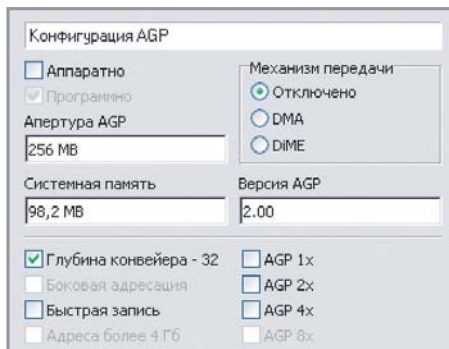 Конфигурация AGP
Аппаратно
Программно
Апертура AGP
256 MB
Механизм передачи
Отключено
DMA
DiME
Системная память
98,2 MB
Версия AGP
2.00
Глубина конвейера - 32
Боковая адресация
Быстрая запись
Адреса более 4 Гб
AGP 1x
AGP 2x
AGP 4x
AGP 8x